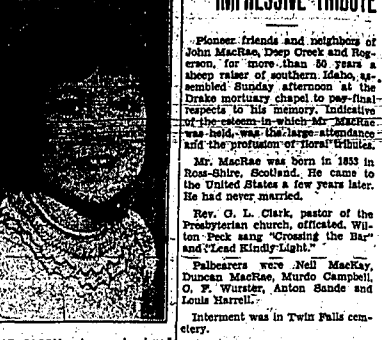 IMPRESSIVE TRIBUTE
Pioneer friends and neighbors of
John MacRae, Deep Creek and Rog-
erson, for more than 50 years a
sheep raiser of southern Idaho, as-
sembled Sunday afternoon at the
Drake mortuary chapel to pay final
respects to his memory. Indicative
of the esteem in which Mr. MacRae
was held, was the large attendance
and the profusion of floral tributes.
Mr. MacRae was born in 1853 in
Ross-Shire, Scotland. He came to
the United States a few years later.
He had never married.
Rev. G. L. Clark, pastor of the
Presbyterian church, officated. Wil-
ton Peck sang "Crossing the Bar"
and "Lead Kindly Light."
Pallbearers were Neil MacKay,
Duncan MacRae, Murdo Campbell,
O. F. Wurster, Anton Sande and
Louis Harrell.
Interment was in Twin Falls cem-
etery.